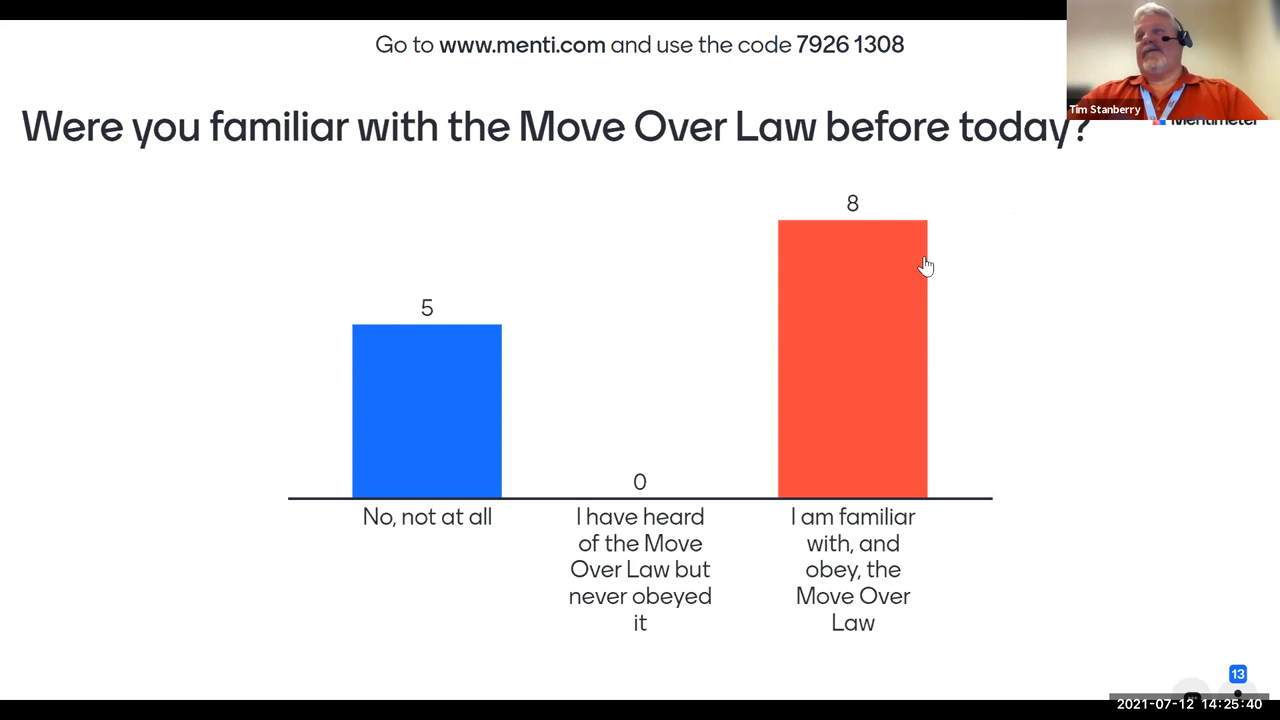 Go to www.menti.com and use the code 7926 1308
Tim Stanberry
Mentimeter
Were you familiar with the Move Over Law before today?
8
5
0
No, not at all
I have heard
of the Move
Over Law but
never obeyed
it
I am familiar
with, and
obey, the
Move Over
Law
13
2021-07-12 14:25:40